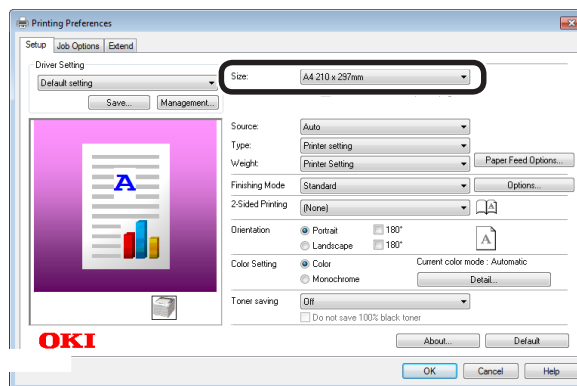 Printing Preferences
Setup Job Options Extend
Driver Setting
Default setting
Save... Management...
A
OKI
Size: A4 210 x 297mm
Source: Auto
Type: Printer setting
Weight: Printer Setting Paper Feed Options...
Finishing Mode Standard Options...
2-Sided Printing (None) A
Orientation Portrait 180°
Landscape 180° A
Color Setting Color Current color mode : Automatic
Monochrome Detail...
Toner saving Off
Do not save 100% black toner
About... Default
OK Cancel Help